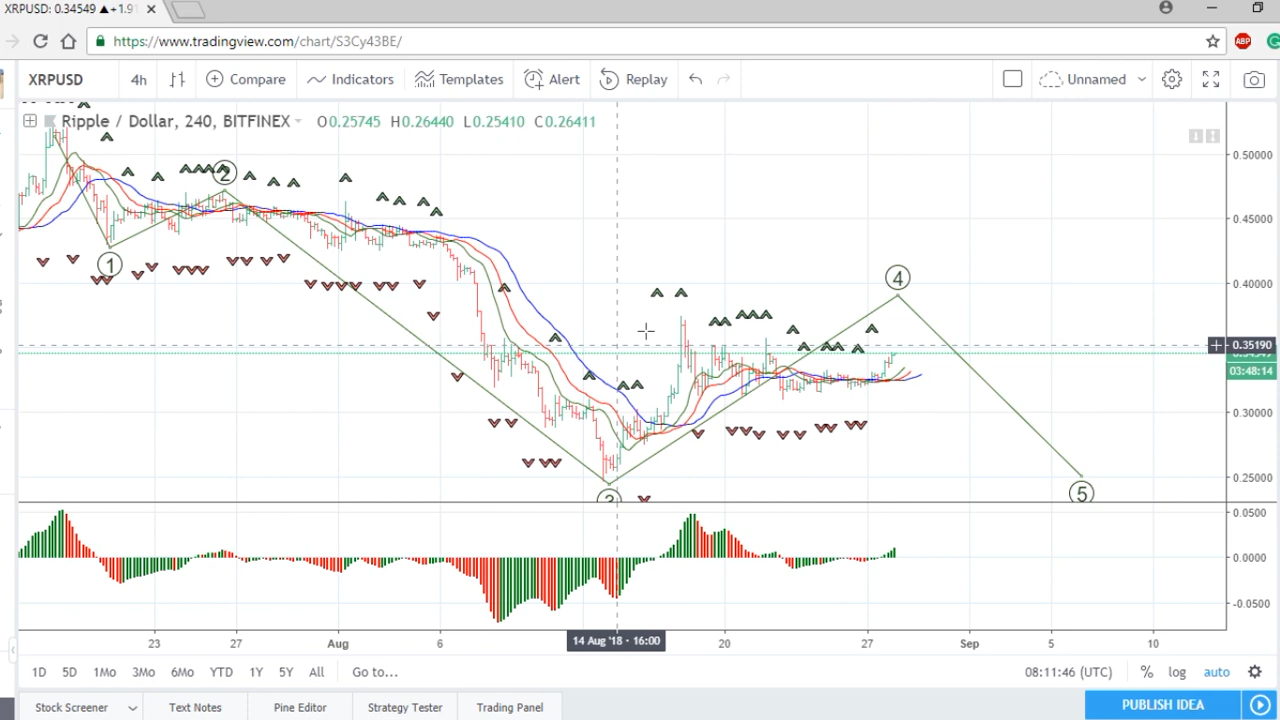 XRPUSD: 0.34549 ▲+1.91
https://www.tradingview.com/chart/S3Cy43BE/
ABP
XRPUSD 4h Compare Indicators Templates Alert Replay Unnamed
Ripple / Dollar, 240, BITFINEX O0.25745 H0.26440 L0.25410 C0.26411
0.50000
2
0.45000
1
4
0.40000
0.35190
03:48:14
0.30000
0.25000
3
5
0.0500
0.0000
-0.0500
23 27 Aug 6 14 Aug '18 · 16:00 20 27 Sep 5 10
1D 5D 1Mo 3Mo 6Mo YTD 1Y 5Y All Go to... 08:11:46 (UTC) % log auto
Stock Screener Text Notes Pine Editor Strategy Tester Trading Panel PUBLISH IDEA